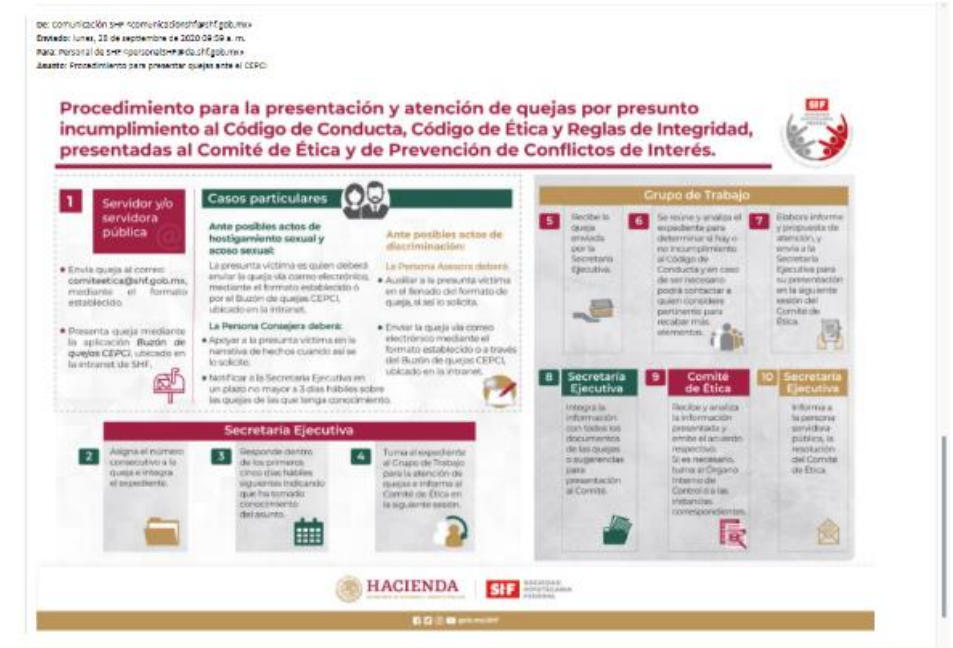 De: Comunicación SHF <comunicacionshf@shf.gob.mx>
Enviado: lunes, 28 de septiembre de 2020 09:59 a. m.
Para: Personal de SHF
Asunto: Procedimiento para presentar quejas ante el CEPCI
Procedimiento para la presentación y atención de quejas por presunto
incumplimiento al Código de Conducta, Código de Ética y Reglas de Integridad,
presentadas al Comité de Ética y de Prevención de Conflictos de Interés.
SHF
1
Servidor y/o
servidora
pública
• Envía queja al correo
comiteetica@shf.gob.mx,
mediante el formato
establecido.
• Presenta queja mediante
la aplicación Buzón de
quejas CEPCI, ubicado en
la intranet de SHF.
Casos particulares
Ante posibles actos de
hostigamiento sexual y
acoso sexual:
La presunta víctima es quien deberá
enviar la queja vía correo electrónico,
mediante el formato establecido ó
por el Buzón de quejas CEPCI,
ubicado en la intranet.
La Persona Consejera deberá:
• Apoyar a la presunta víctima en la
narrativa de hechos cuando así se
lo solicite.
• Notificar a la Secretaria Ejecutiva en
un plazo no mayor a 3 días hábiles sobre
las quejas de las que tenga conocimiento.
Ante posibles actos de
discriminación:
La Persona Asesora deberá:
• Auxiliar a la presunta víctima
en el llenado del formato de
queja, si así lo solicita.
• Enviar la queja vía correo
electrónico mediante el
formato establecido o a través
del Buzón de quejas CEPCI,
ubicado en la intranet.
Secretaría Ejecutiva
2
Asigna el número
consecutivo a la
queja e integra
el expediente.
3
Responde dentro
de los primeros
cinco días hábiles
siguientes indicando
que ha tomado
conocimiento
del asunto.
4
Turna el expediente
al Grupo de Trabajo
para la atención de
quejas e informa al
Comité de Ética en
la siguiente sesión.
Grupo de Trabajo
5
Recibe la
queja
enviada
por la
Secretaria
Ejecutiva.
6
Se reúne y analiza el
expediente para
determinar si hay o
no incumplimiento
al Código de
Conducta y en caso
de ser necesario
podrá contactar a
quien considere
pertinente para
recabar más
elementos.
7
Elabora informe
y propuesta de
atención, y
envía a la
Secretaría
Ejecutiva para
su presentación
en la siguiente
sesión del
Comité de
Ética.
8 Secretaría
Ejecutiva
Integra la
información
con todos los
documentos
de las quejas
o sugerencias
para
presentación
al Comité.
9 Comité
de Ética
Recibe y analiza
la información
presentada y
emite el acuerdo
respectivo.
Si es necesario,
turna al Órgano
Interno de
Control o a las
instancias
correspondientes.
10 Secretaría
Ejecutiva
Informa a
la persona
servidora
pública, la
resolución
del Comité
de Ética.
HACIENDA
SHF SOCIEDAD
HIPOTECARIA
FEDERAL
gob.mx/shf